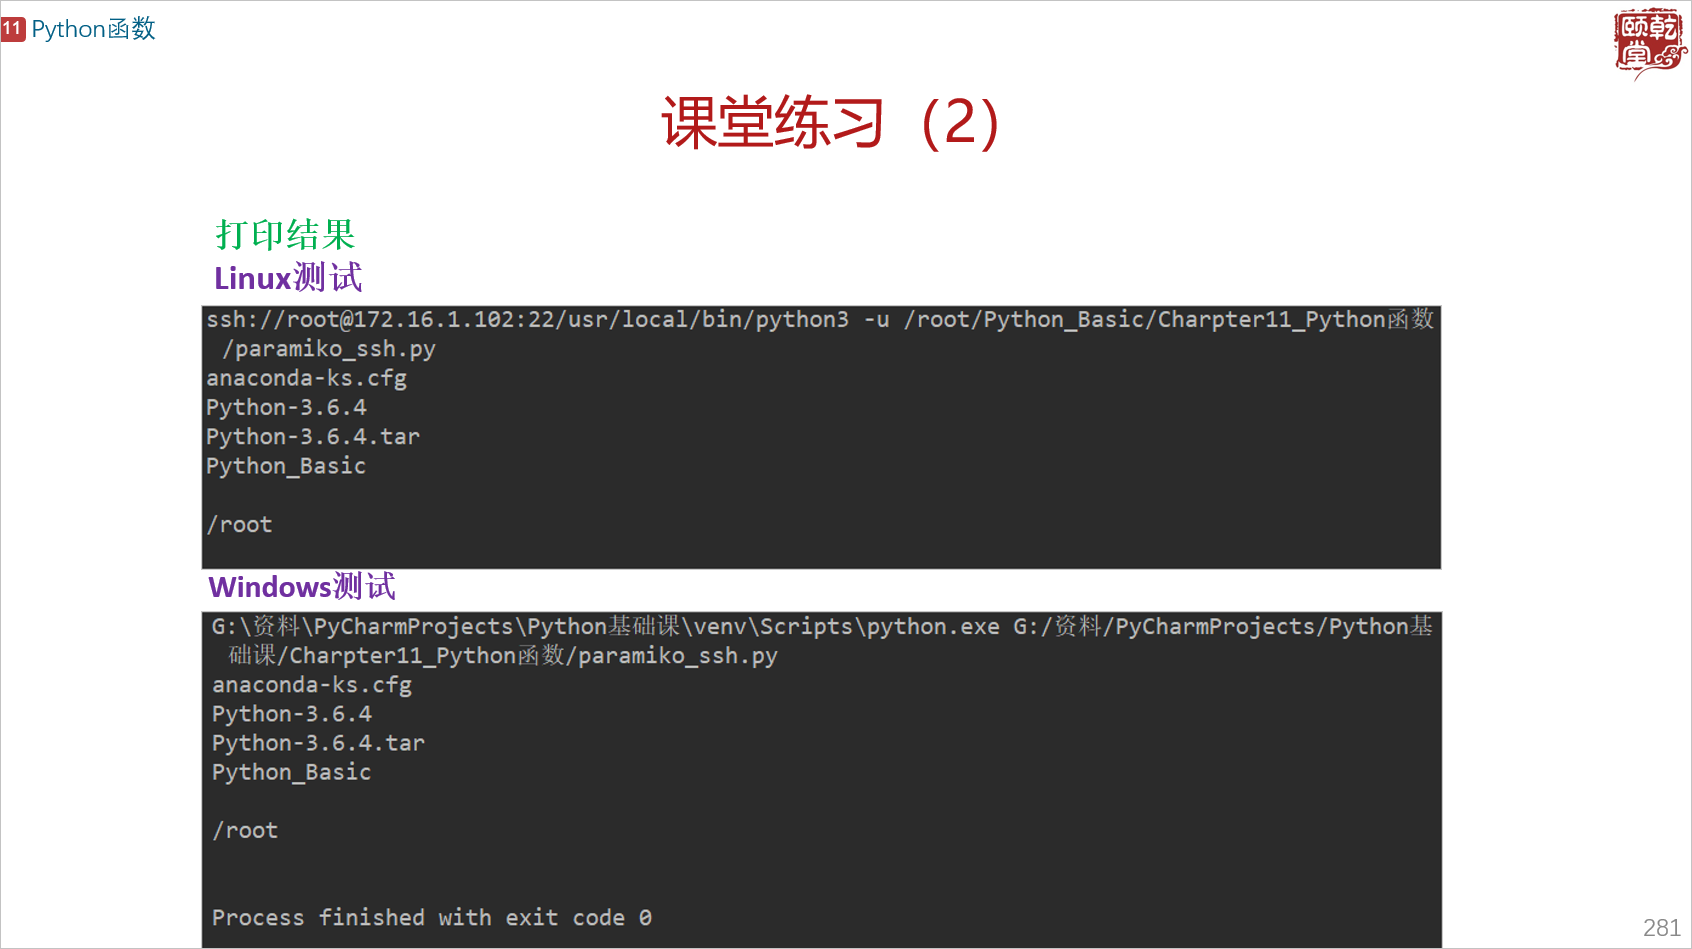 11 Python函数
颐乾堂
课堂练习（2）
打印结果
Linux测试
ssh://root@172.16.1.102:22/usr/local/bin/python3 -u /root/Python_Basic/Charpter11_Python函数
/paramiko_ssh.py
anaconda-ks.cfg
Python-3.6.4
Python-3.6.4.tar
Python_Basic
/root
Windows测试
G:\资料\PyCharmProjects\Python基础课\venv\Scripts\python.exe G:/资料/PyCharmProjects/Python基
础课/Charpter11_Python函数/paramiko_ssh.py
anaconda-ks.cfg
Python-3.6.4
Python-3.6.4.tar
Python_Basic
/root
Process finished with exit code 0
281